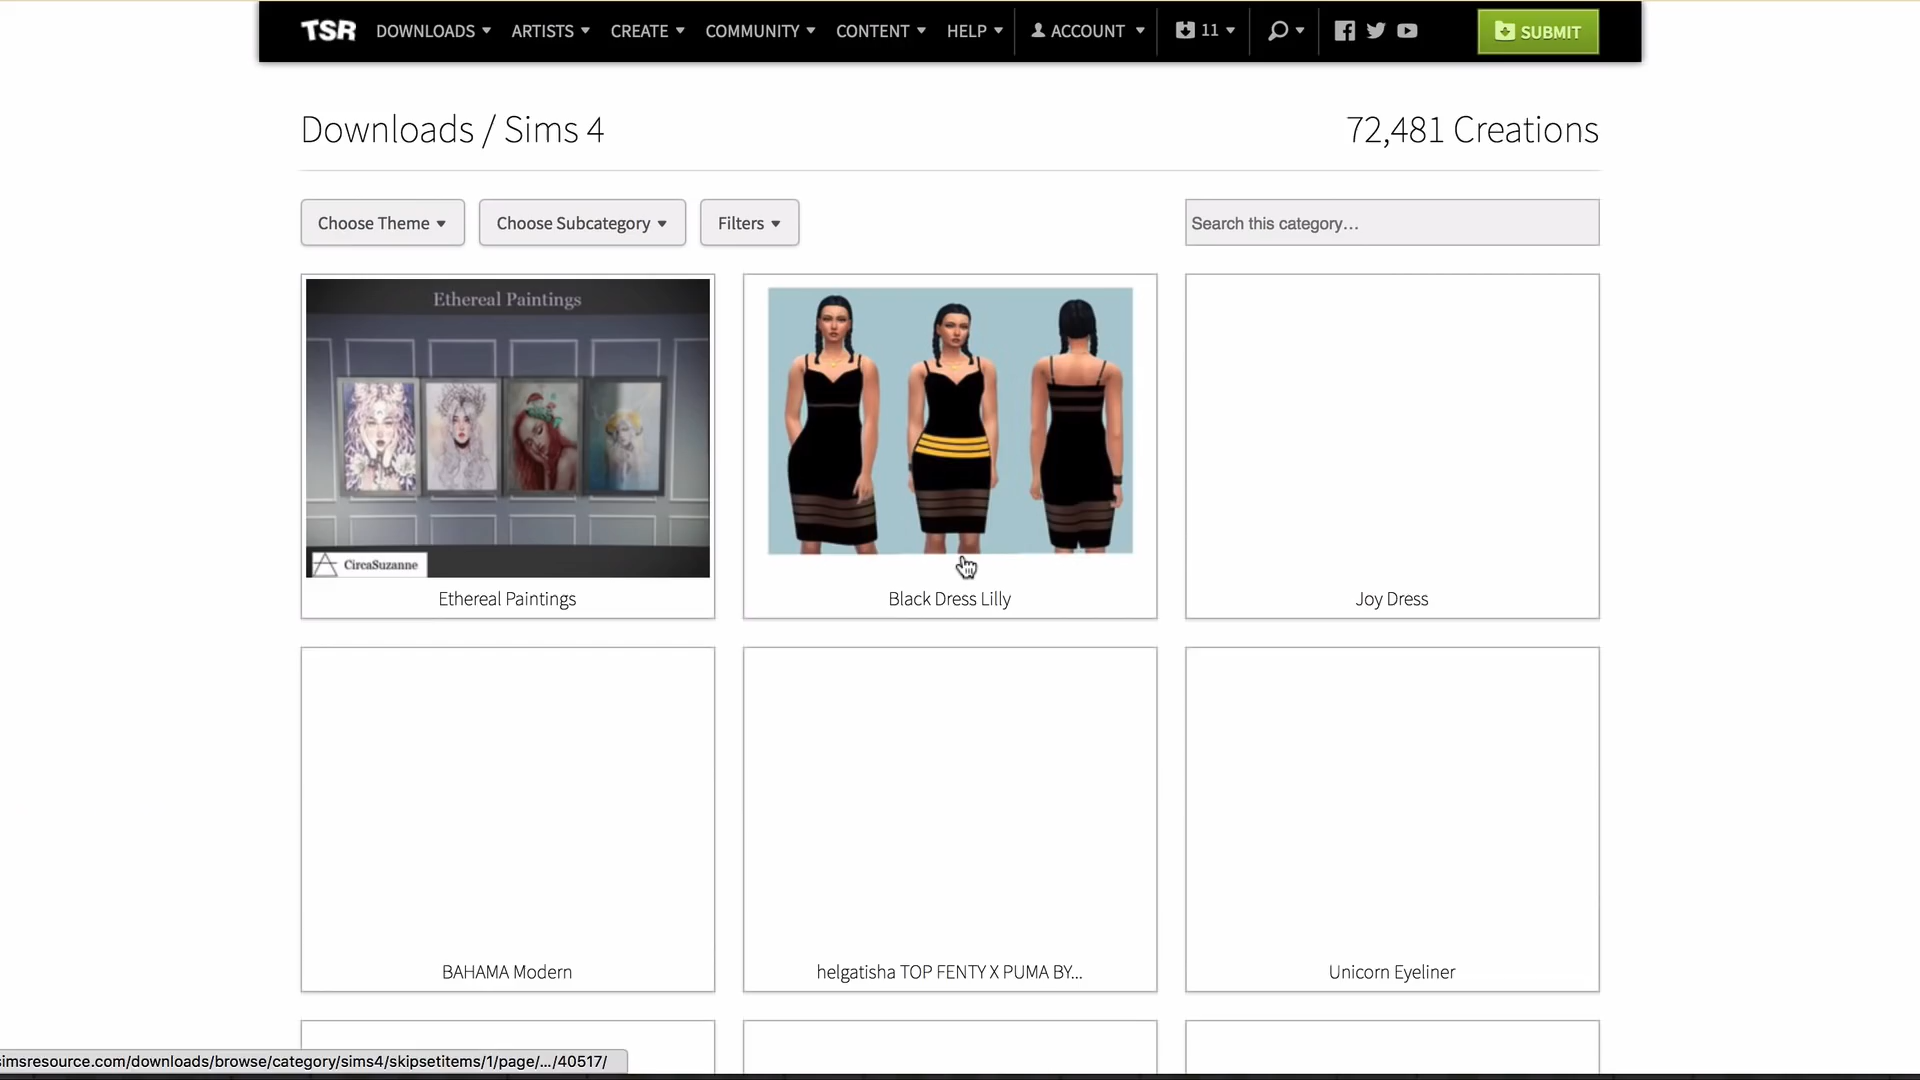 TSR DOWNLOADS ARTISTS CREATE COMMUNITY CONTENT HELP ACCOUNT 11 SUBMIT
Downloads / Sims 4 72,481 Creations
Choose Theme Choose Subcategory Filters Search this category...
Ethereal Paintings
CircaSuzanne
Ethereal Paintings Black Dress Lilly Joy Dress
BAHAMA Modern helgatisha TOP FENTY X PUMA BY... Unicorn Eyeliner
simsresource.com/downloads/browse/category/sims4/skipsetitems/1/page/.../40517/